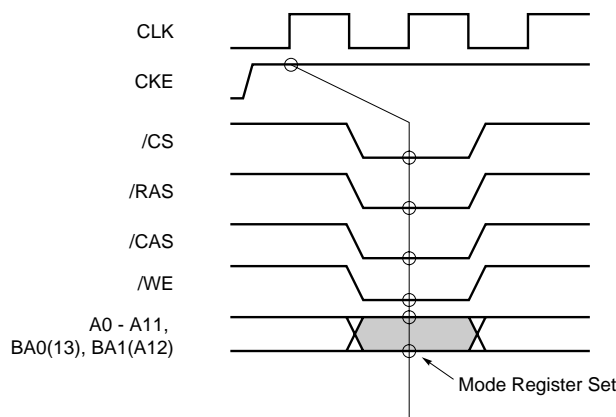 CLK
CKE
/CS
/RAS
/CAS
/WE
A0 - A11,
BA0(13), BA1(A12)
Mode Register Set